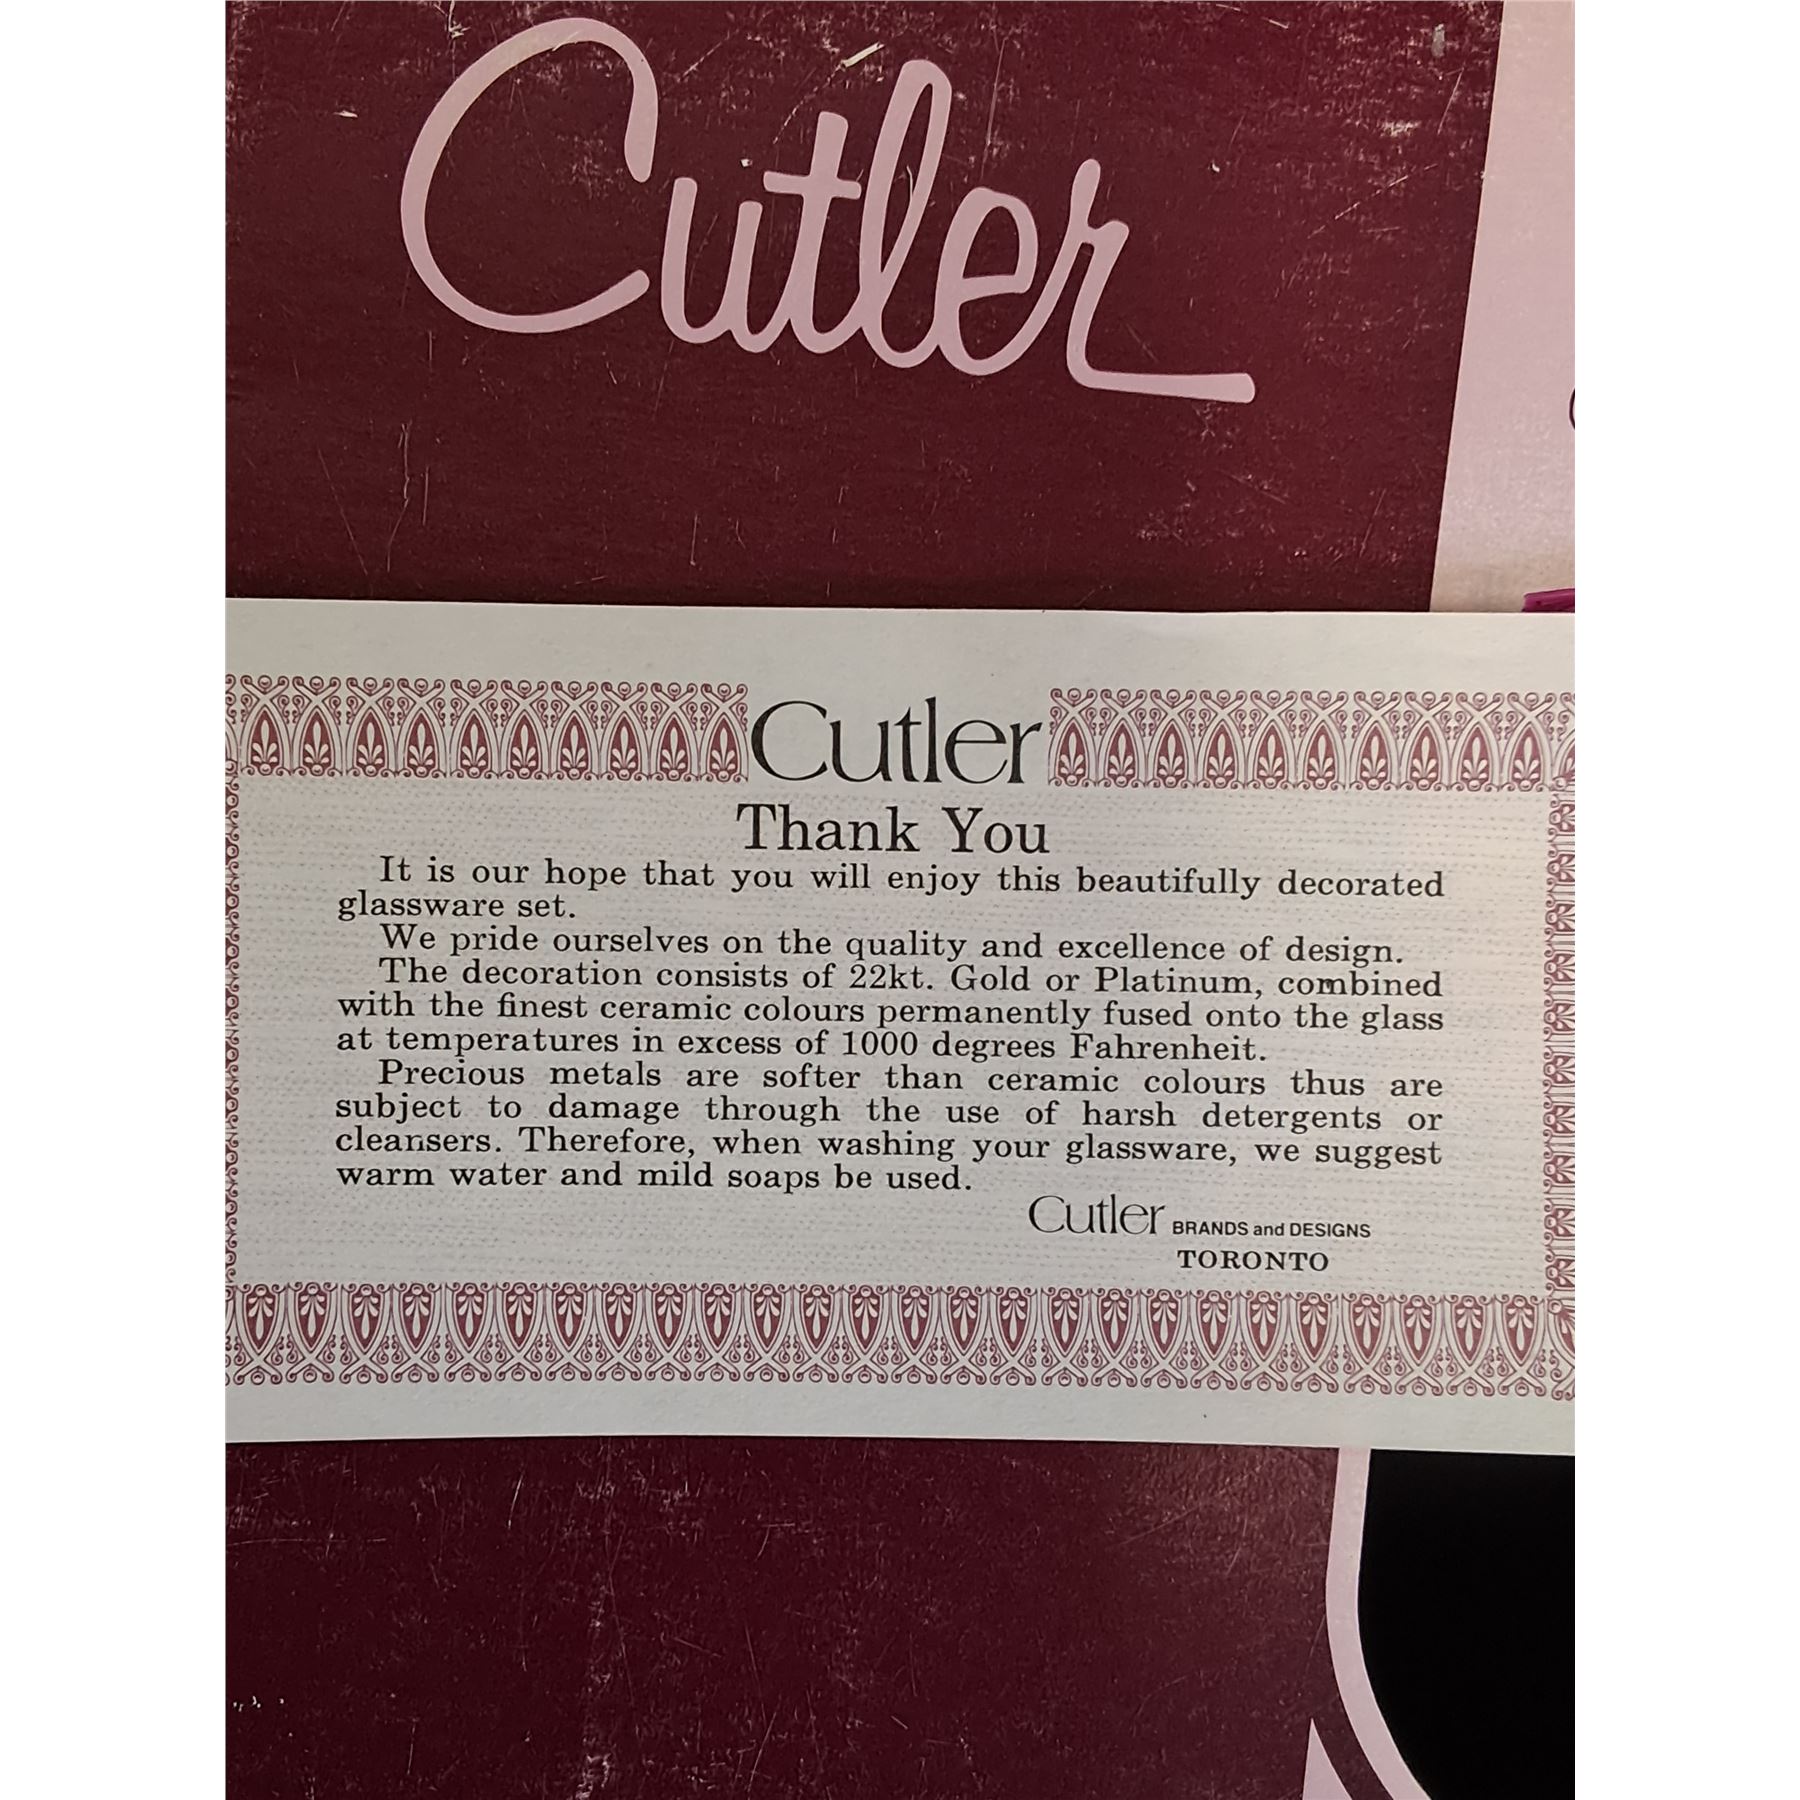 Cutler
Cutler
Thank You
It is our hope that you will enjoy this beautifully decorated
glassware set.
We pride ourselves on the quality and excellence of design.
The decoration consists of 22kt. Gold or Platinum, combined
with the finest ceramic colours permanently fused onto the glass
at temperatures in excess of 1000 degrees Fahrenheit.
Precious metals are softer than ceramic colours thus are
subject to damage through the use of harsh detergents or
cleansers. Therefore, when washing your glassware, we suggest
warm water and mild soaps be used.
Cutler BRANDS and DESIGNS
TORONTO